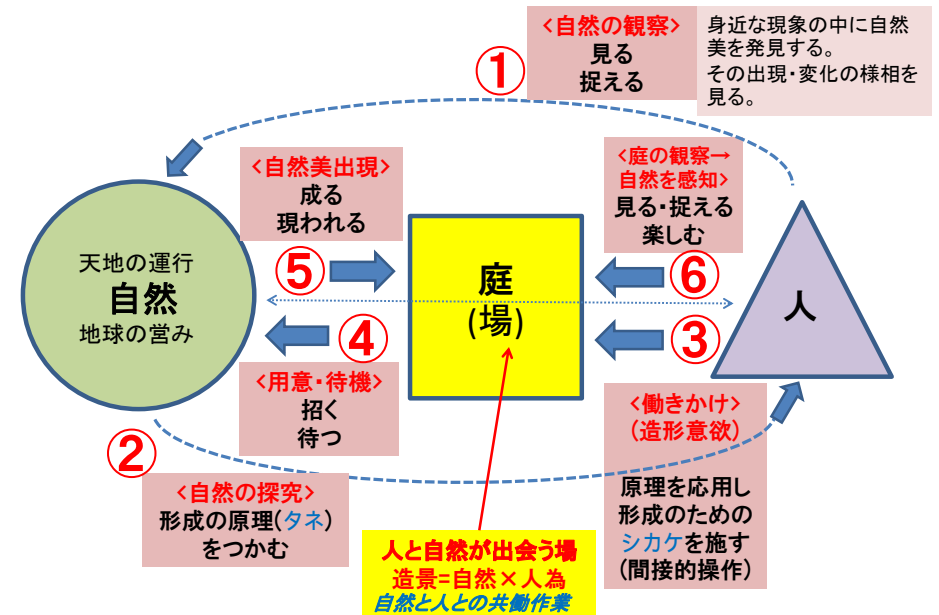 ①
<自然の観察>
見る
捉える
身近な現象の中に自然
美を発見する。
その出現・変化の様相を
見る。
<自然美出現>
成る
現われる
<庭の観察→
自然を感知>
見る・捉える
楽しむ
天地の運行
自然
地球の営み
⑤
庭
(場)
⑥
人
④
③
<用意・待機>
招く
待つ
②
<自然の探究>
形成の原理(タネ)
をつかむ
<働きかけ>
(造形意欲)
原理を応用し
形成のための
シカケを施す
(間接的操作)
人と自然が出会う場
造景=自然×人為
自然と人との共働作業